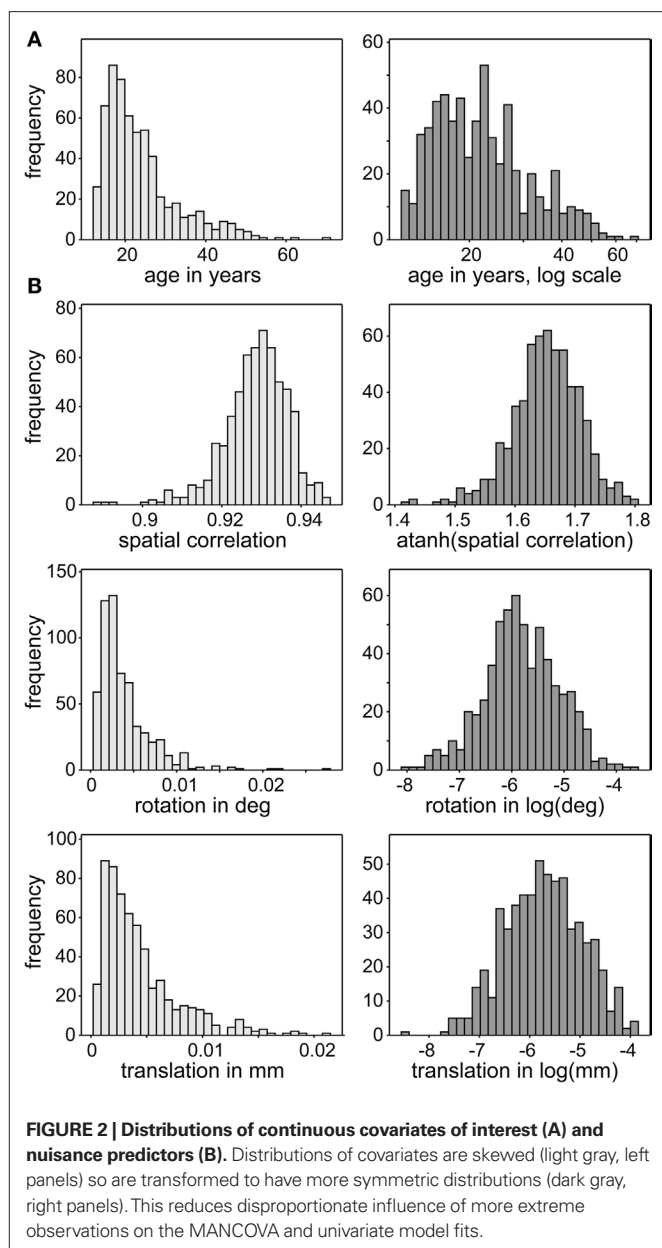 A
frequency
80
60
40
20
0
20 40 60
age in years
60
40
20
0
20 40 60
age in years, log scale
B
frequency
80
60
40
20
0
0.9 0.92 0.94
spatial correlation
60
40
20
0
1.4 1.5 1.6 1.7 1.8
atanh(spatial correlation)
frequency
150
100
50
0
0 0.01 0.02
rotation in deg
60
40
20
0
-8 -7 -6 -5 -4
rotation in log(deg)
frequency
100
80
60
40
20
0
0 0.01 0.02
translation in mm
50
40
30
20
10
0
-8 -7 -6 -5 -4
translation in log(mm)
FIGURE 2 | Distributions of continuous covariates of interest (A) and
nuisance predictors (B). Distributions of covariates are skewed (light gray, left
panels) so are transformed to have more symmetric distributions (dark gray,
right panels). This reduces disproportionate influence of more extreme
observations on the MANCOVA and univariate model fits.